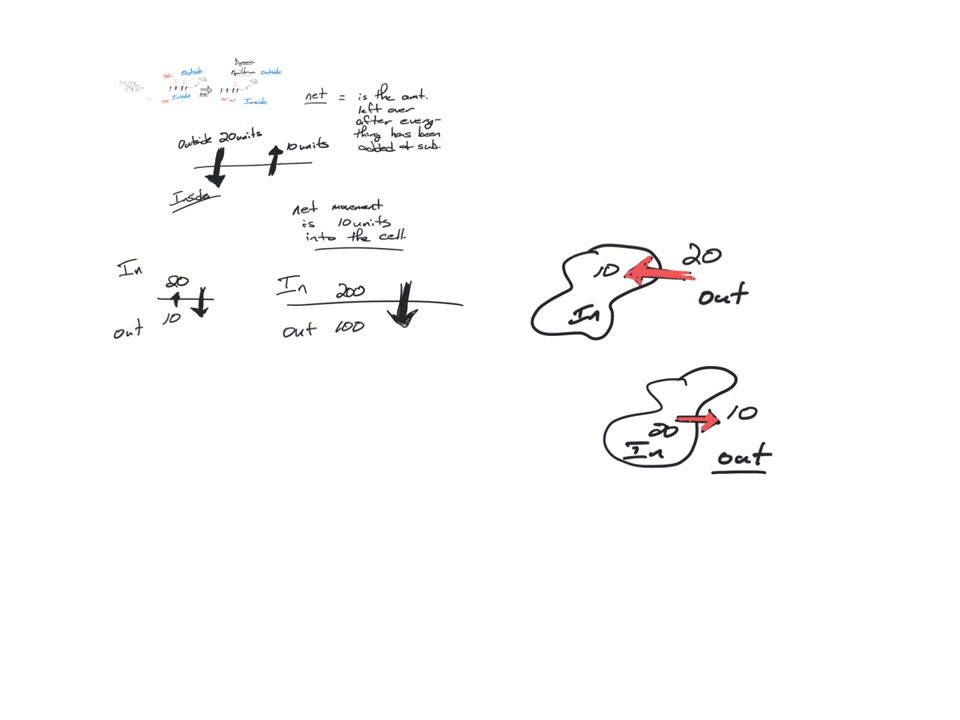 Outside
Inside
Dynamic
Equilibrium Outside
Inside
net = is the amt.
left over
after every-
thing has been
added & sub.
Outside 20 units
10 units
Inside
net movement
is 10 units
into the cell.
In
20
10
out
In 200
out 100
10
20
In
out
20
10
In
out